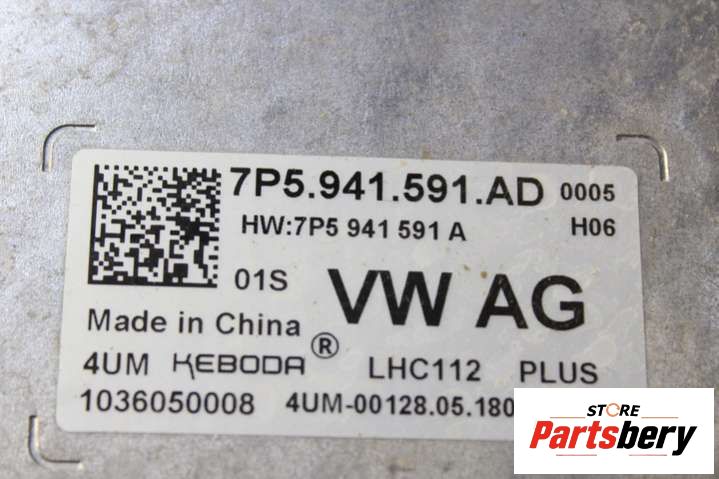 7P5.941.591.AD 0005
HW:7P5 941 591 A H06
01S VW AG
Made in China
4UM KEBODA ® LHC112 PLUS
1036050008 4UM-00128.05.180
STORE
Partsbery